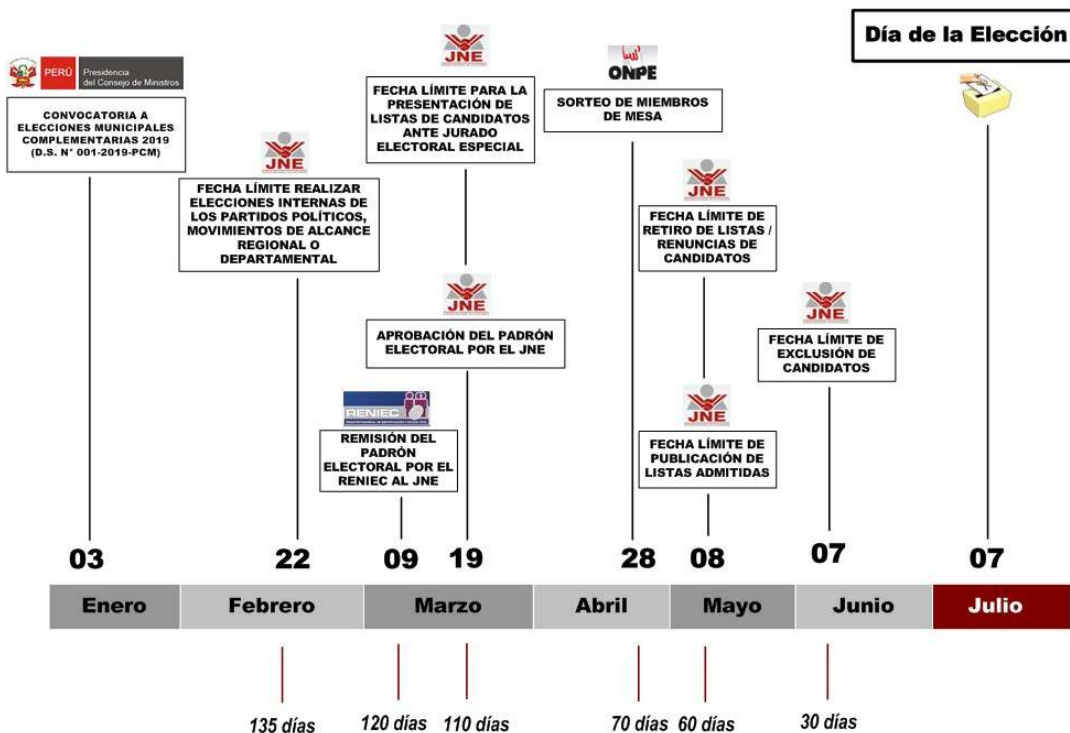 Día de la Elección
PERÚ
Presidencia
del Consejo de Ministros
CONVOCATORIA A
ELECCIONES MUNICIPALES
COMPLEMENTARIAS 2019
(D.S. N° 001-2019-PCM)
JNE
FECHA LÍMITE REALIZAR
ELECCIONES INTERNAS DE
LOS PARTIDOS POLÍTICOS,
MOVIMIENTOS DE ALCANCE
REGIONAL O
DEPARTAMENTAL
JNE
FECHA LÍMITE PARA LA
PRESENTACIÓN DE
LISTAS DE CANDIDATOS
ANTE JURADO
ELECTORAL ESPECIAL
JNE
APROBACIÓN DEL PADRÓN
ELECTORAL POR EL JNE
RENIEC
REMISIÓN DEL
PADRÓN
ELECTORAL POR EL
RENIEC AL JNE
ONPE
SORTEO DE MIEMBROS
DE MESA
JNE
FECHA LÍMITE DE
RETIRO DE LISTAS /
RENUNCIAS DE
CANDIDATOS
JNE
FECHA LÍMITE DE
PUBLICACIÓN DE
LISTAS ADMITIDAS
JNE
FECHA LÍMITE DE
EXCLUSIÓN DE
CANDIDATOS
03 22 09 19 28 08 07 07
Enero Febrero Marzo Abril Mayo Junio Julio
135 días 120 días 110 días 70 días 60 días 30 días